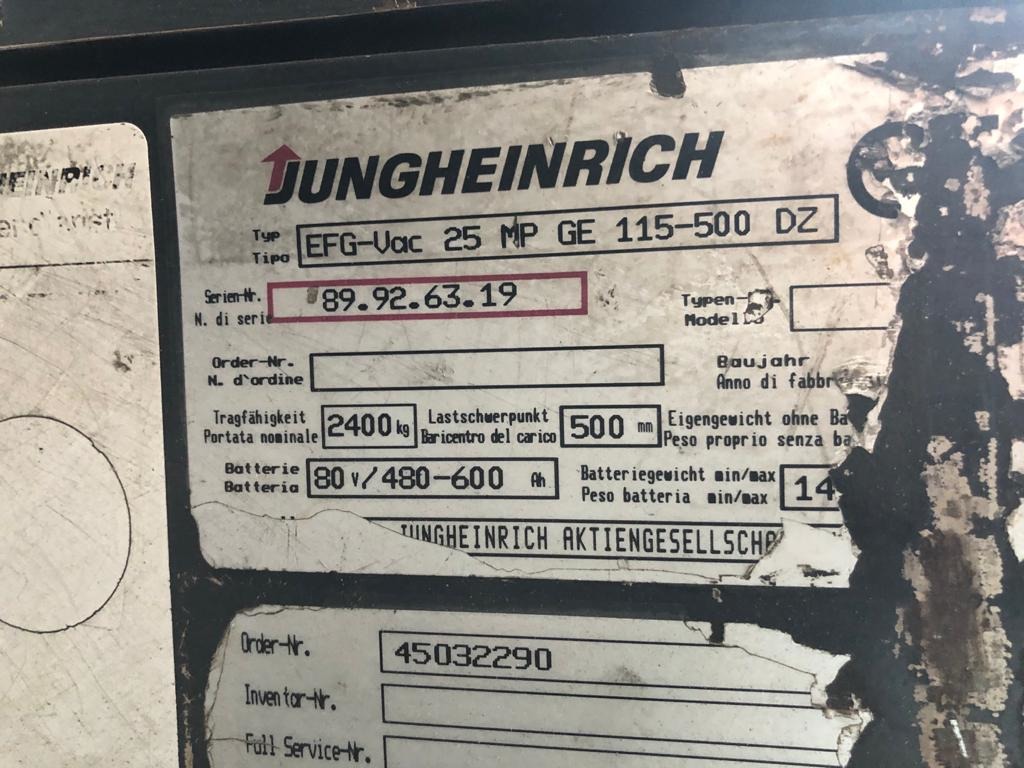 JUNGHEINRICH
Typ
Tipo
EFG-Vac 25 MP GE 115-500 DZ
Serien-Nr.
N. di serie
89.92.63.19
Typen-
Modello
Order-Nr.
N. d'ordine
Baujahr
Anno di fabbr
Tragfähigkeit
Portata nominale
2400 kg
Lastschwerpunkt
Baricentro del carico
500 mm
Eigengewicht ohne Ba
Peso proprio senza ba
Batterie
Batteria
80 V/480-600 Ah
Batteriegewicht min/max
Peso batteria min/max
14
JUNGHEINRICH AKTIENGESELLSCHA
Order-Nr.
45032290
Inventar-Nr.
Full Service-Nr.
HEINRICH